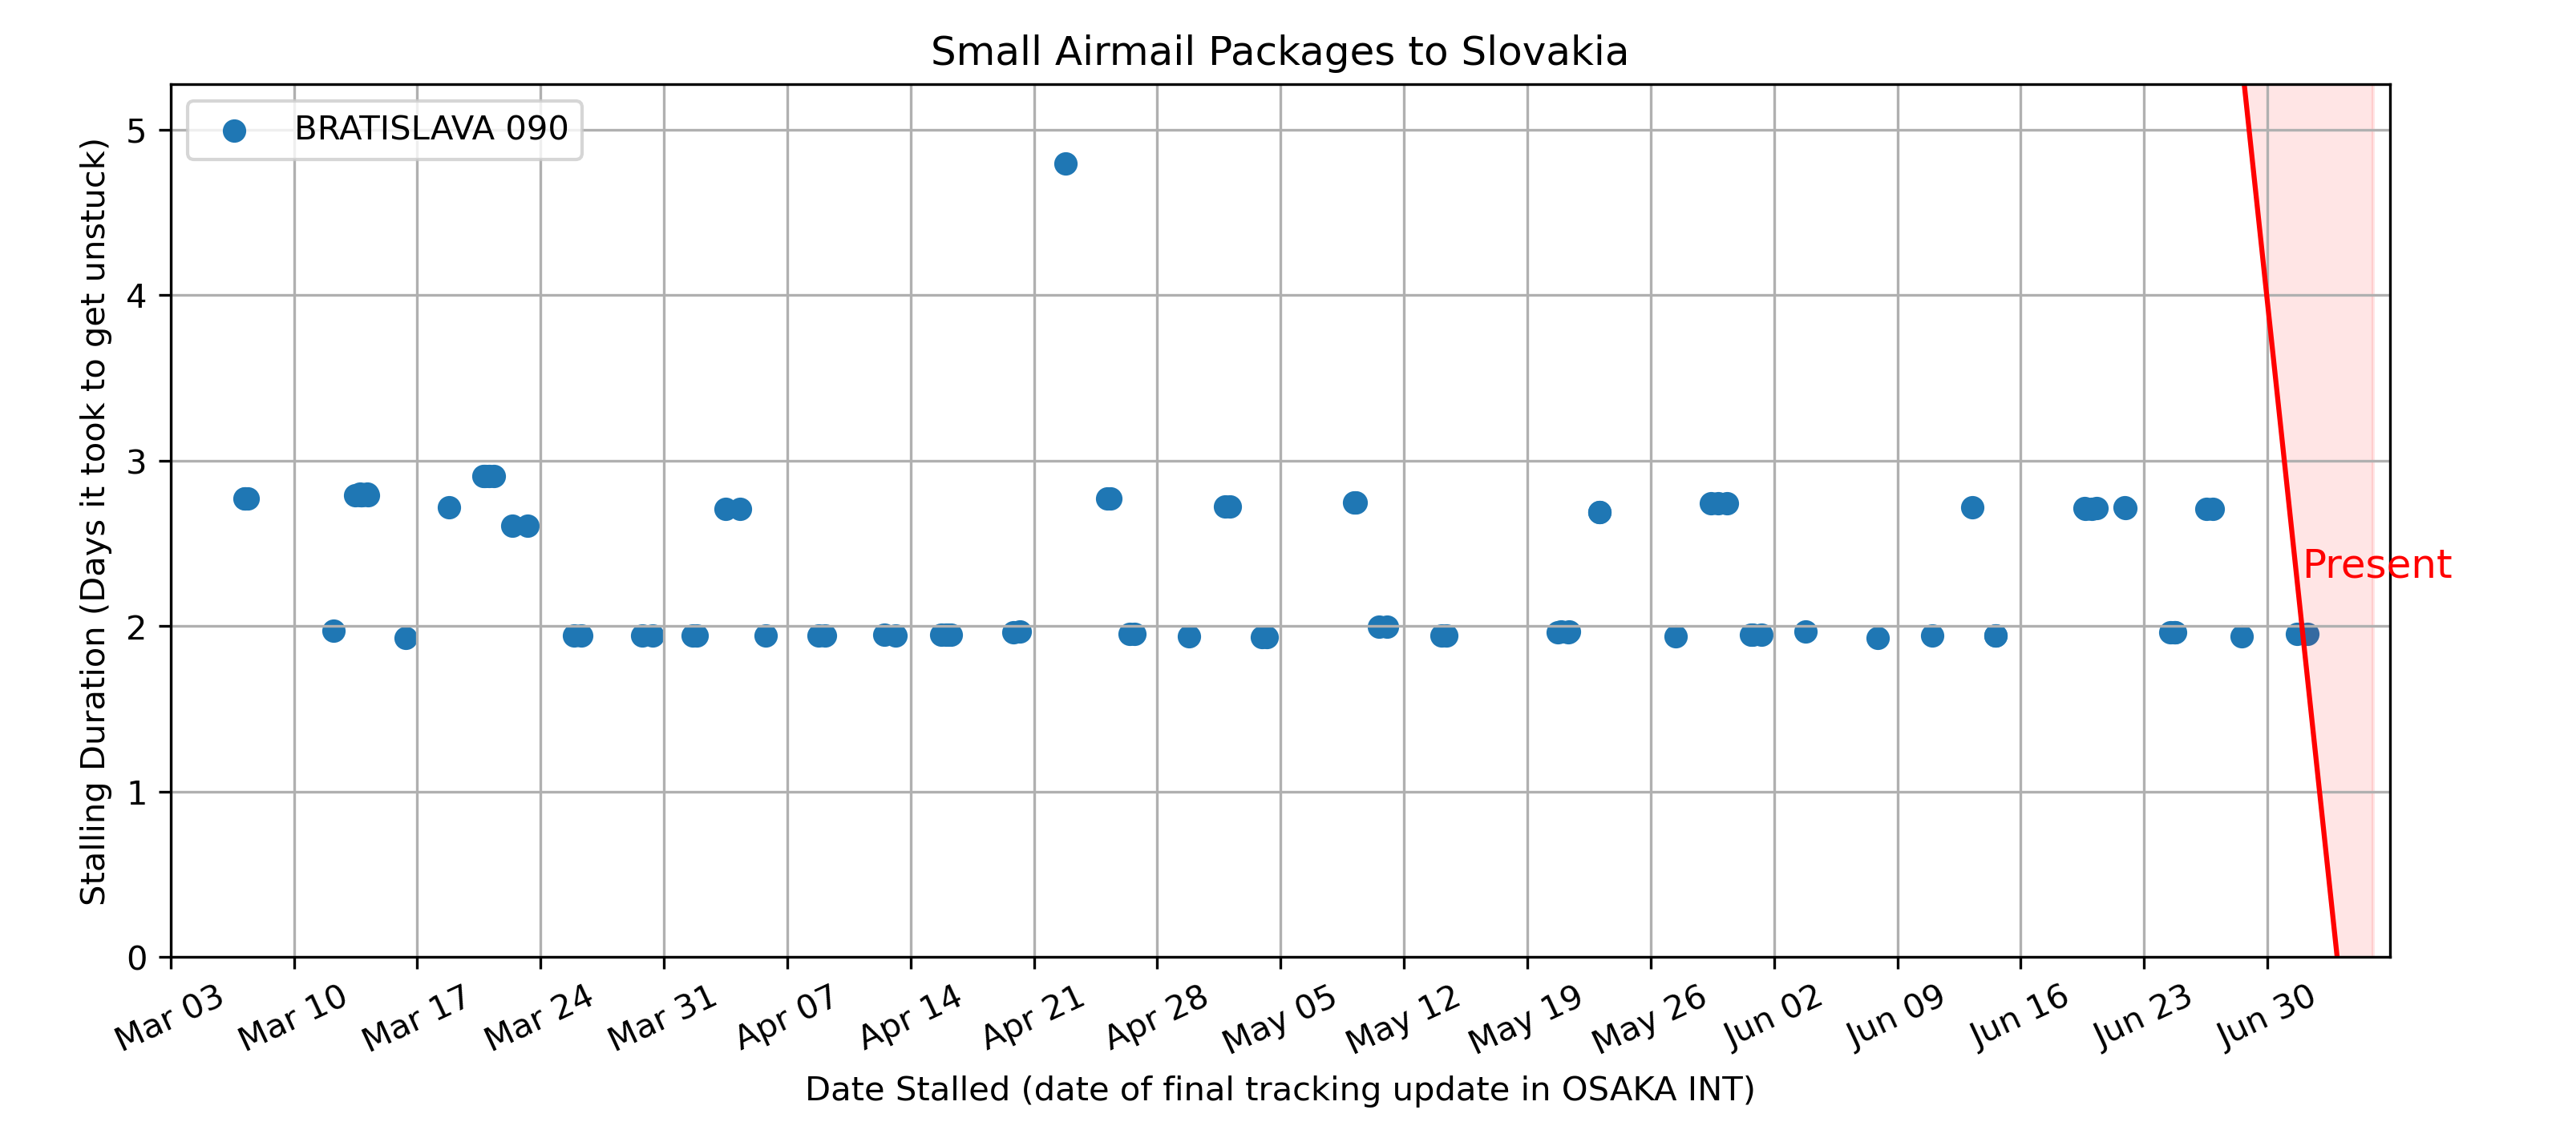 Small Airmail Packages to Slovakia
BRATISLAVA 090
Stalling Duration (Days it took to get unstuck)
5
4
3
2
1
0
Present
Mar 03
Mar 10
Mar 17
Mar 24
Mar 31
Apr 07
Apr 14
Apr 21
Apr 28
May 05
May 12
May 19
May 26
Jun 02
Jun 09
Jun 16
Jun 23
Jun 30
Date Stalled (date of final tracking update in OSAKA INT)